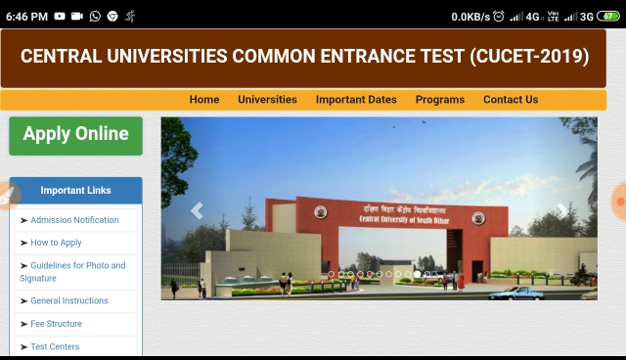 6:46 PM 0.0KB/s 4G VoLTE 3G 67
CENTRAL UNIVERSITIES COMMON ENTRANCE TEST (CUCET-2019)
Home Universities Important Dates Programs Contact Us
Apply Online
दक्षिण बिहार केन्द्रीय विश्वविद्यालय
Central University of South Bihar
Important Links
➤ Admission Notification
➤ How to Apply
➤ Guidelines for Photo and
Signature
➤ General Instructions
➤ Fee Structure
➤ Test Centers